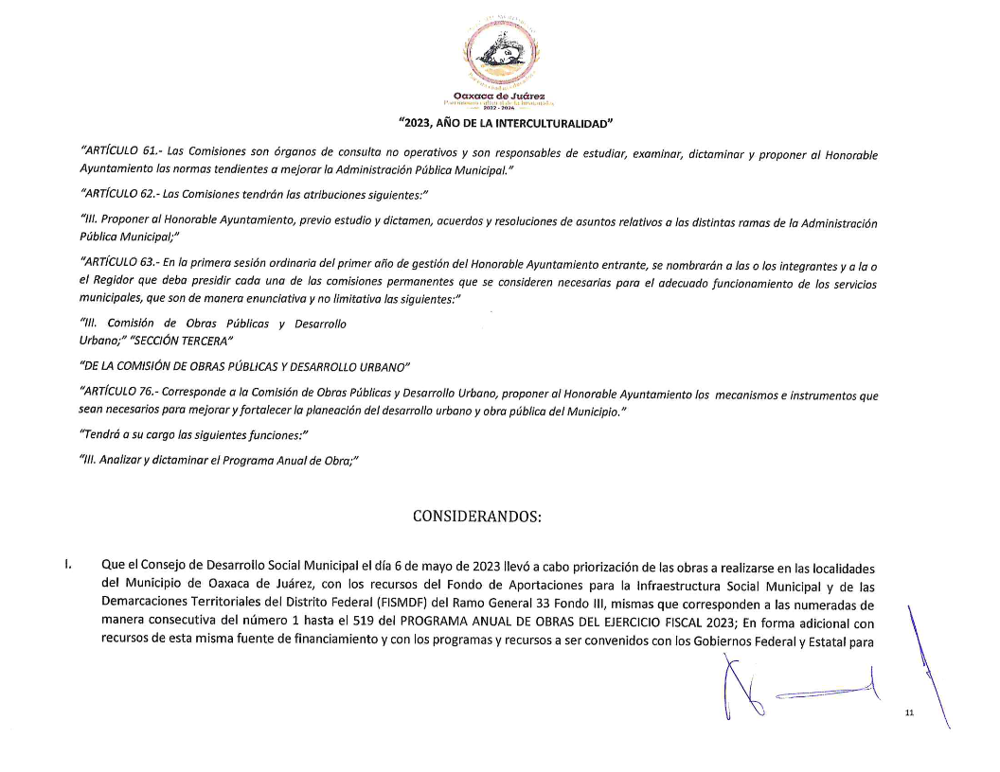 Oaxaca de Juárez
2022 - 2024
"2023, AÑO DE LA INTERCULTURALIDAD"
"ARTÍCULO 61.- Las Comisiones son órganos de consulta no operativos y son responsables de estudiar, examinar, dictaminar y proponer al Honorable
Ayuntamiento las normas tendientes a mejorar la Administración Pública Municipal."
"ARTÍCULO 62.- Las Comisiones tendrán las atribuciones siguientes:"
"III. Proponer al Honorable Ayuntamiento, previo estudio y dictamen, acuerdos y resoluciones de asuntos relativos a las distintas ramas de la Administración
Pública Municipal;"
"ARTÍCULO 63.- En la primera sesión ordinaria del primer año de gestión del Honorable Ayuntamiento entrante, se nombrarán a las o los integrantes y a la o
el Regidor que deba presidir cada una de las comisiones permanentes que se consideren necesarias para el adecuado funcionamiento de los servicios
municipales, que son de manera enunciativa y no limitativa las siguientes:"
"III. Comisión de Obras Públicas y Desarrollo
Urbano;" "SECCIÓN TERCERA"
"DE LA COMISIÓN DE OBRAS PÚBLICAS Y DESARROLLO URBANO"
"ARTÍCULO 76.- Corresponde a la Comisión de Obras Públicas y Desarrollo Urbano, proponer al Honorable Ayuntamiento los mecanismos e instrumentos que
sean necesarios para mejorar y fortalecer la planeación del desarrollo urbano y obra pública del Municipio."
"Tendrá a su cargo las siguientes funciones:"
"III. Analizar y dictaminar el Programa Anual de Obra;"
CONSIDERANDOS:
I. Que el Consejo de Desarrollo Social Municipal el día 6 de mayo de 2023 llevó a cabo priorización de las obras a realizarse en las localidades
del Municipio de Oaxaca de Juárez, con los recursos del Fondo de Aportaciones para la Infraestructura Social Municipal y de las
Demarcaciones Territoriales del Distrito Federal (FISMDF) del Ramo General 33 Fondo III, mismas que corresponden a las numeradas de
manera consecutiva del número 1 hasta el 519 del PROGRAMA ANUAL DE OBRAS DEL EJERCICIO FISCAL 2023; En forma adicional con
recursos de esta misma fuente de financiamiento y con los programas y recursos a ser convenidos con los Gobiernos Federal y Estatal para
11